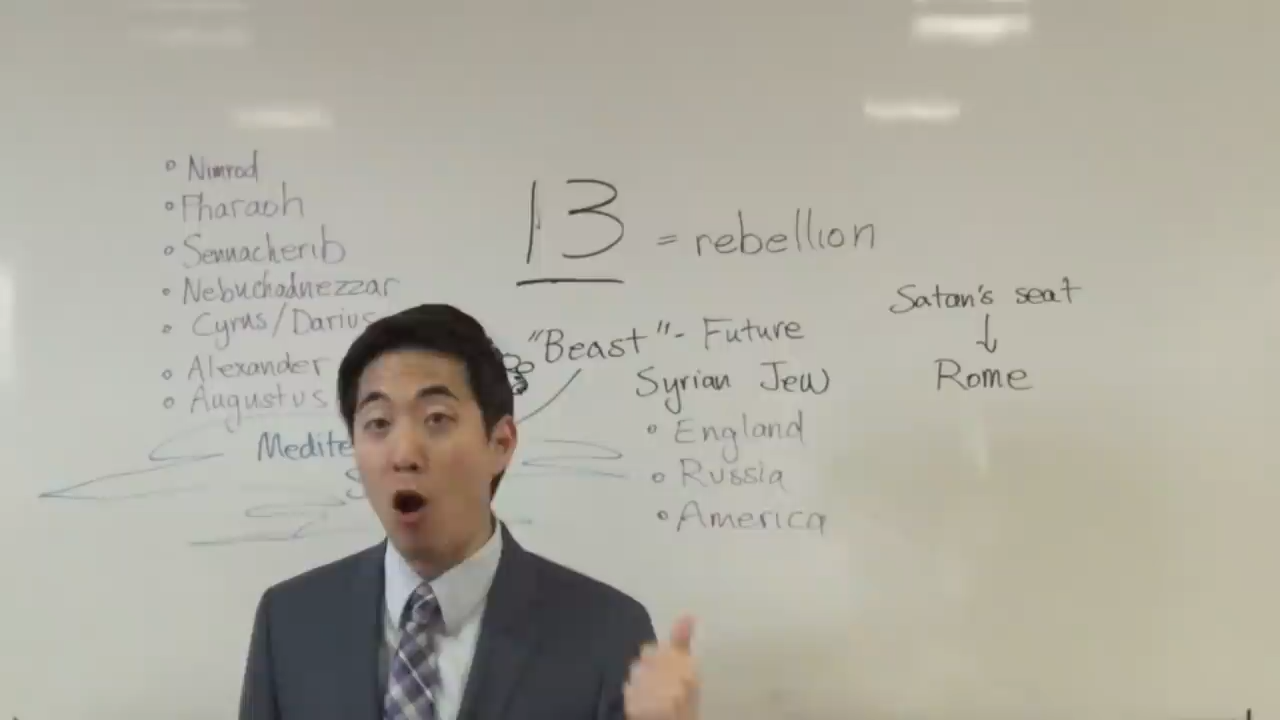 • Nimrod
• Pharaoh
• Sennacherib
• Nebuchadnezzar
• Cyrus/Darius
• Alexander
• Augustus
Medite
S
13
= rebellion
"Beast" - Future
Syrian Jew
• England
• Russia
• America
Satan's seat
↓
Rome